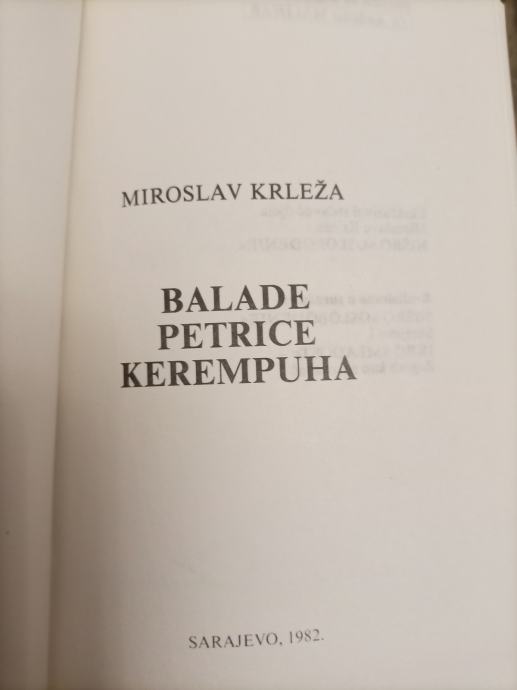 MIROSLAV KRLEŽA
BALADE
PETRICE
KEREMPUHA
SARAJEVO, 1982.